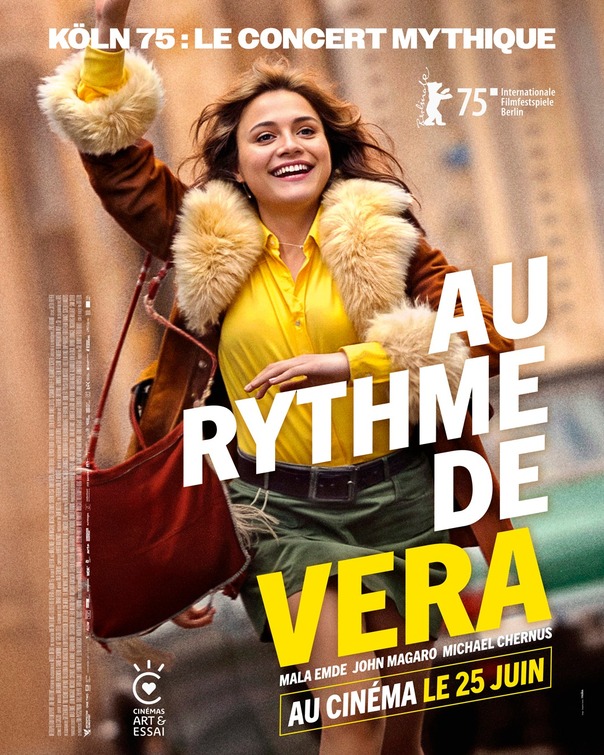 KÖLN 75 : LE CONCERT MYTHIQUE
Berlinale
75
Internationale
Filmfestspiele
Berlin
AU
RYTHME
DE
VERA
MALA EMDE JOHN MAGARO MICHAEL CHERNUS
AU CINÉMA LE 25 JUIN
CINÉMAS
ART &
ESSAI